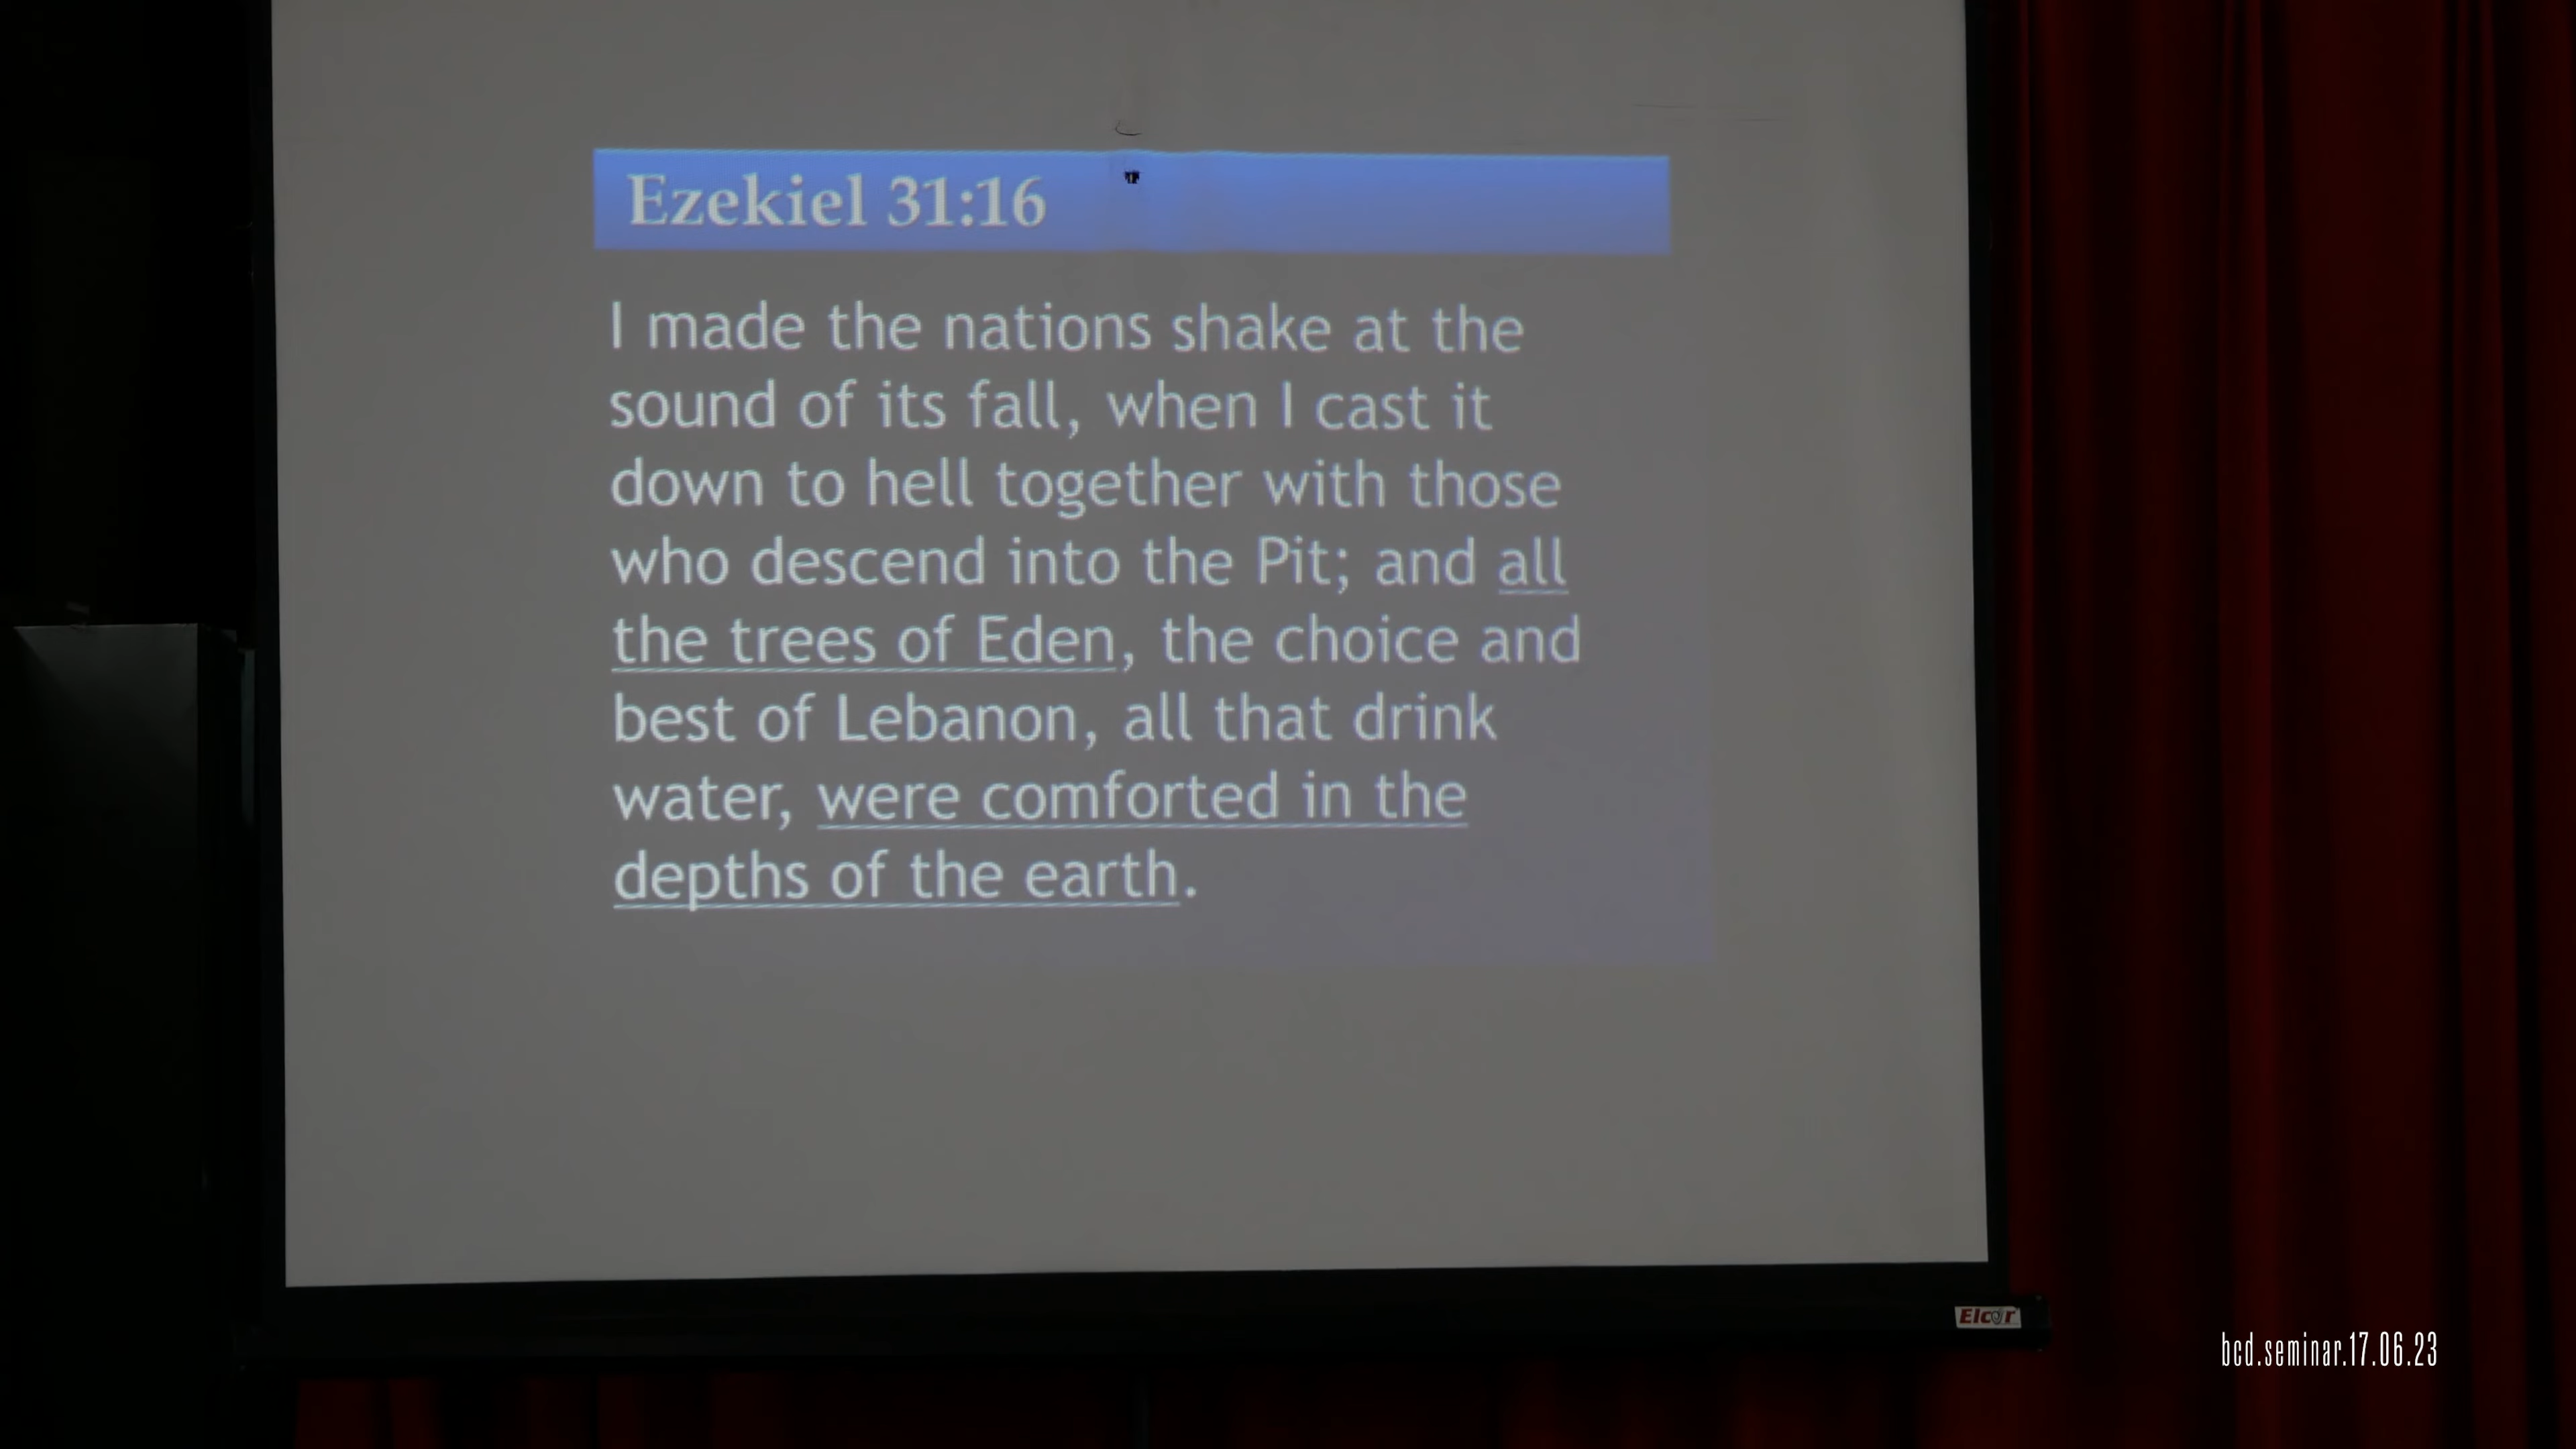 Ezekiel 31:16
I made the nations shake at the
sound of its fall, when I cast it
down to hell together with those
who descend into the Pit; and all
the trees of Eden, the choice and
best of Lebanon, all that drink
water, were comforted in the
depths of the earth.
Elcor
bcd.seminar.17.06.23